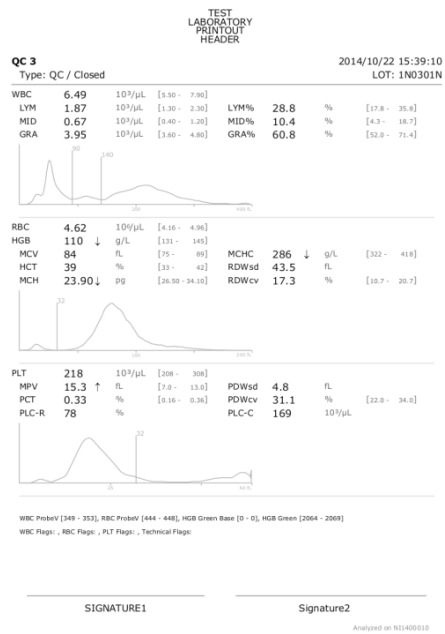 TEST
LABORATORY
PRINTOUT
HEADER
QC 3 2014/10/22 15:39:10
Type: QC / Closed LOT: 1N0301N
WBC 6.49 10³/µL [5.50 - 7.90]
LYM 1.87 10³/µL [1.30 - 2.30] LYM% 28.8 % [17.8 - 35.8]
MID 0.67 10³/µL [0.40 - 1.20] MID% 10.4 % [4.3 - 18.7]
GRA 3.95 10³/µL [3.60 - 4.80] GRA% 60.8 % [52.0 - 71.4]
90 140
200 400 fL
RBC 4.62 10⁶/µL [4.16 - 4.96]
HGB 110 ↓ g/L [131 - 145]
MCV 84 fL [75 - 89] MCHC 286 ↓ g/L [322 - 418]
HCT 39 % [33 - 42] RDWsd 43.5 fL
MCH 23.90↓ pg [26.50 - 34.10] RDWcv 17.3 % [10.7 - 20.7]
32
100
PLT 218 10³/µL [208 - 308]
MPV 15.3 ↑ fL [7.0 - 13.0] PDWsd 4.8 fL
PCT 0.33 % [0.16 - 0.36] PDWcv 31.1 % [22.0 - 34.0]
PLC-R 78 % PLC-C 169 10³/µL
32
WBC ProbeV [349 - 353], RBC ProbeV [444 - 448], HGB Green Base [0 - 0], HGB Green [2064 - 2069]
WBC Flags: , RBC Flags: , PLT Flags: , Technical Flags:
SIGNATURE1 Signature2
Analyzed on NI1400010